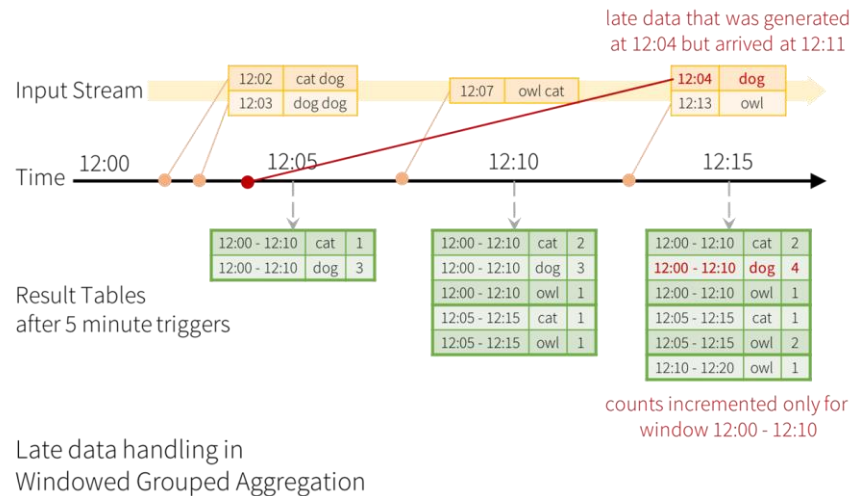 late data that was generated
at 12:04 but arrived at 12:11
Input Stream
12:02 cat dog
12:03 dog dog
12:07 owl cat
12:04 dog
12:13 owl
Time
12:00 12:05 12:10 12:15
12:00 - 12:10 cat 1
12:00 - 12:10 dog 3
12:00 - 12:10 cat 2
12:00 - 12:10 dog 3
12:00 - 12:10 owl 1
12:05 - 12:15 cat 1
12:05 - 12:15 owl 1
12:00 - 12:10 cat 2
12:00 - 12:10 dog 4
12:00 - 12:10 owl 1
12:05 - 12:15 cat 1
12:05 - 12:15 owl 2
12:10 - 12:20 owl 1
Result Tables
after 5 minute triggers
counts incremented only for
window 12:00 - 12:10
Late data handling in
Windowed Grouped Aggregation